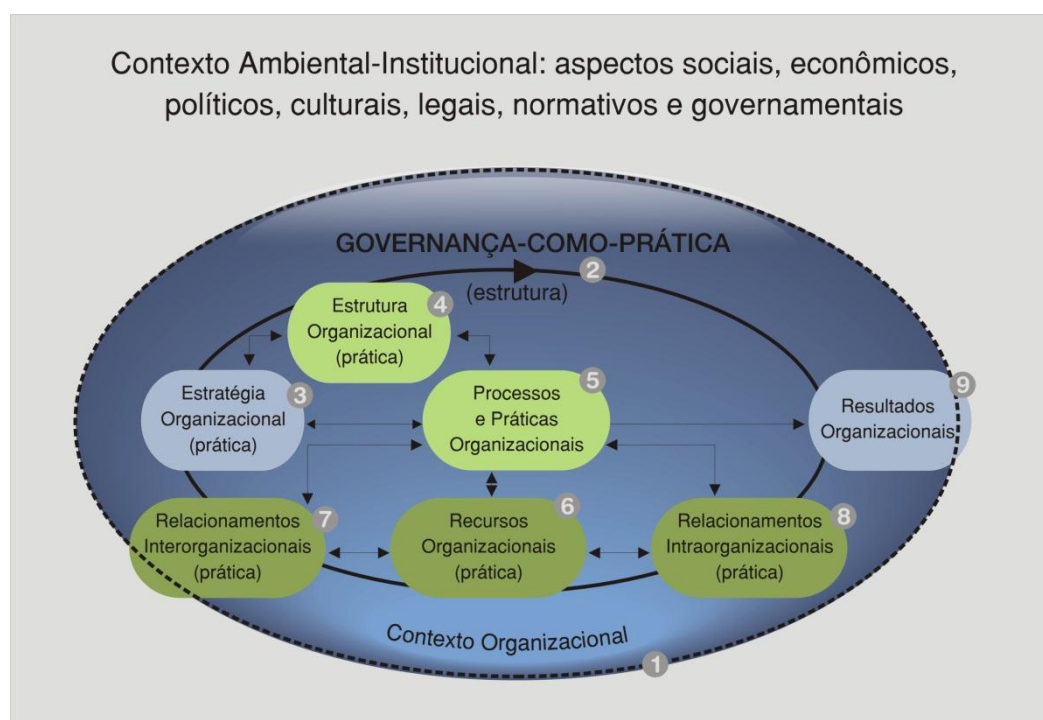 Contexto Ambiental-Institucional: aspectos sociais, econômicos,
políticos, culturais, legais, normativos e governamentais
GOVERNANÇA-COMO-PRÁTICA
2
(estrutura)
Estrutura
Organizacional
(prática)
4
Estratégia
Organizacional
(prática)
3
Processos
e Práticas
Organizacionais
5
Resultados
Organizacionais
9
Relacionamentos
Interorganizacionais
(prática)
7
Recursos
Organizacionais
(prática)
6
Relacionamentos
Intraorganizacionais
(prática)
8
Contexto Organizacional
1